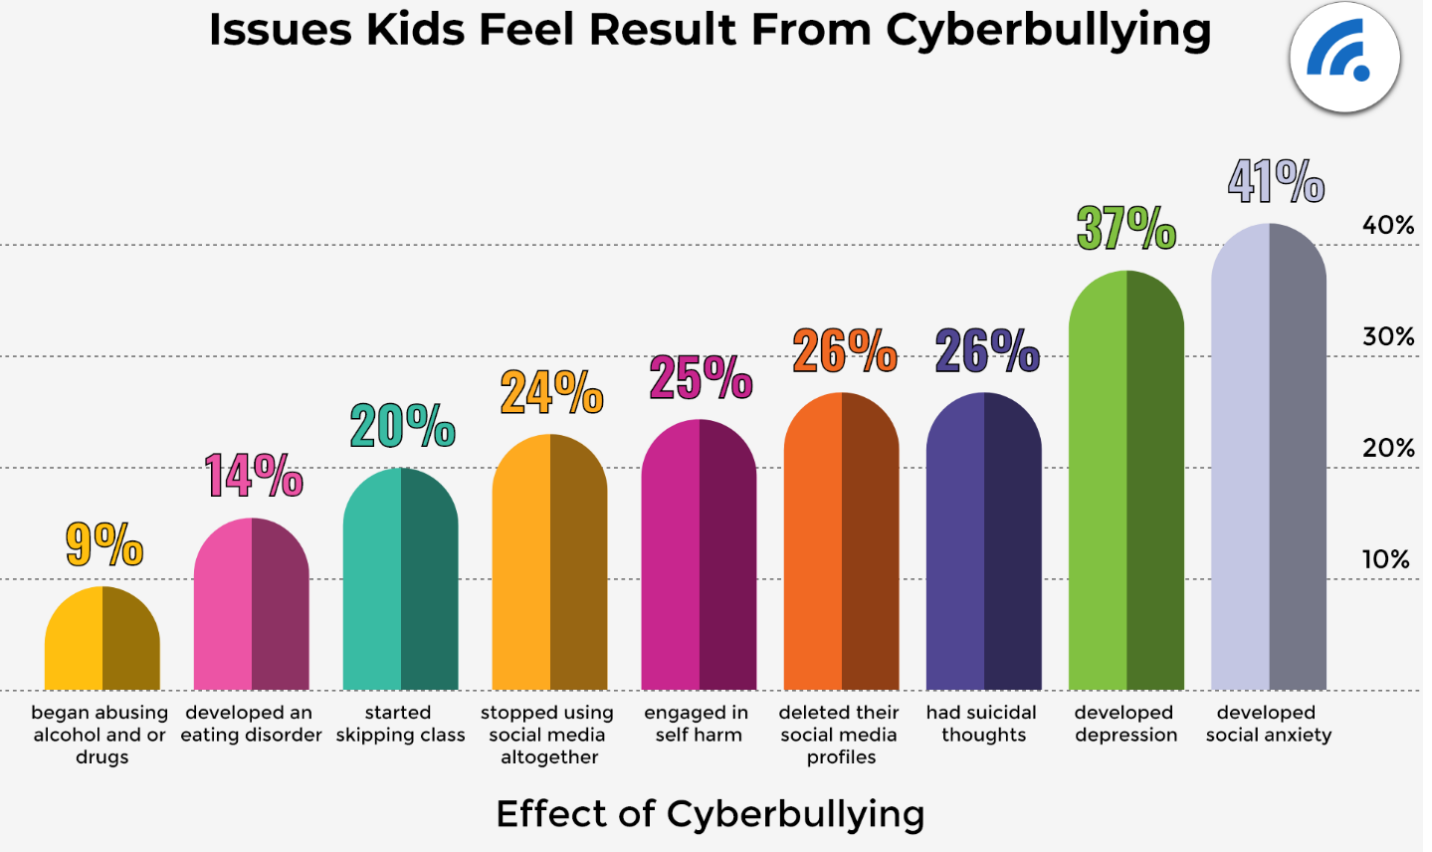 Issues Kids Feel Result From Cyberbullying
41%
37%
40%
26%
26%
30%
25%
24%
20%
20%
14%
9%
10%
began abusing
alcohol and or
drugs
developed an
eating disorder
started
skipping class
stopped using
social media
altogether
engaged in
self harm
deleted their
social media
profiles
had suicidal
thoughts
developed
depression
developed
social anxiety
Effect of Cyberbullying